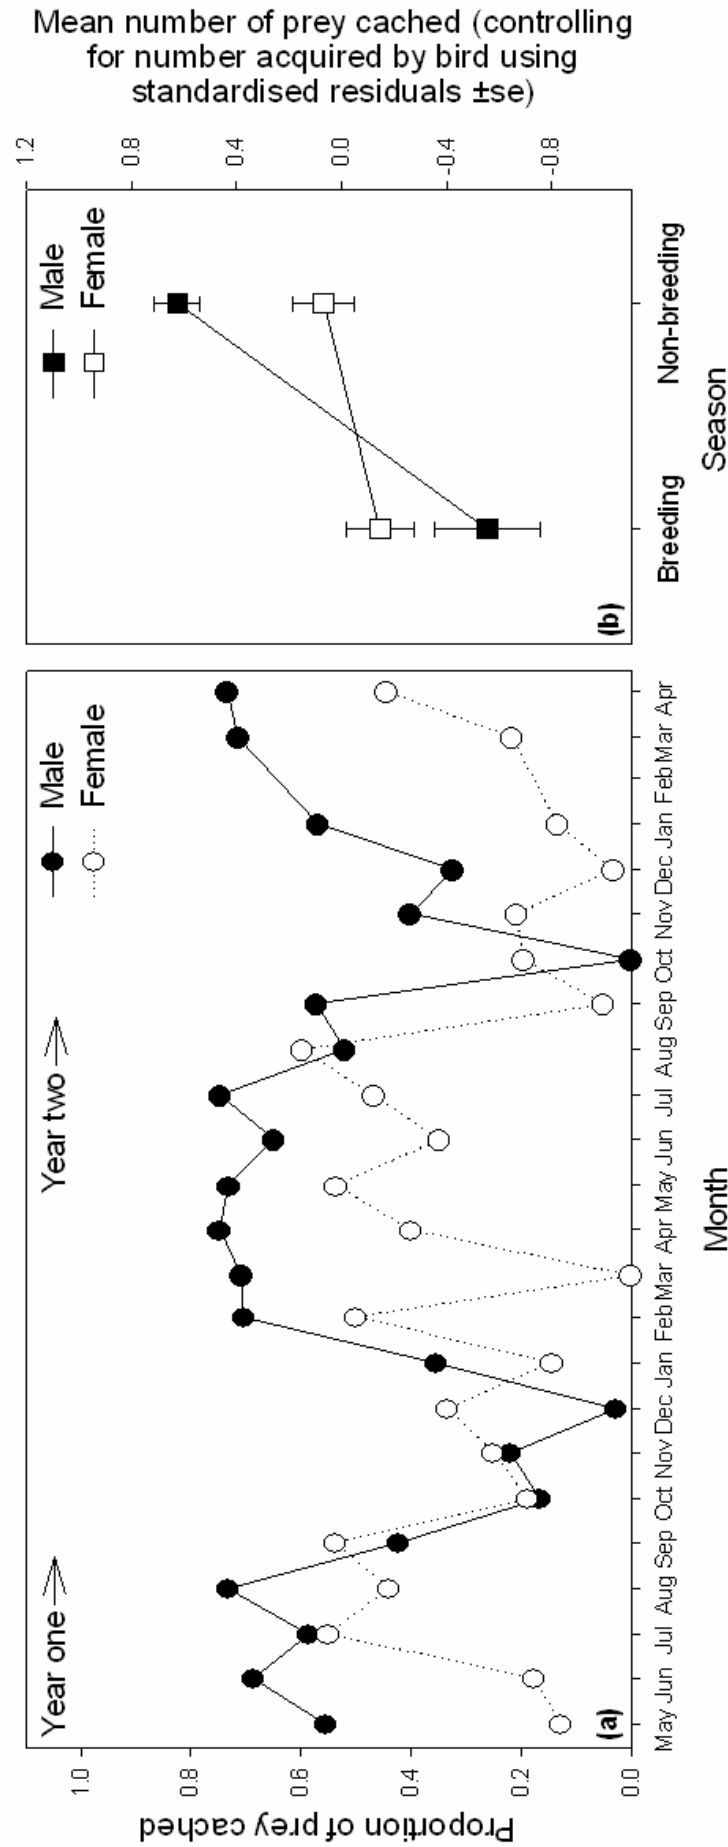 Proportion of prey cached
1.0
0.8
0.6
0.4
0.2
0.0
Year one
Year two
Male
Female
(a)
May Jun Jul Aug Sep Oct Nov Dec Jan Feb Mar Apr May Jun Jul Aug Sep Oct Nov Dec Jan Feb Mar Apr
Month
Male
Female
(b)
Breeding Non-breeding
Season
1.2
0.8
0.4
0.0
-0.4
-0.8
Mean number of prey cached (controlling
for number acquired by bird using
standardised residuals ±se)